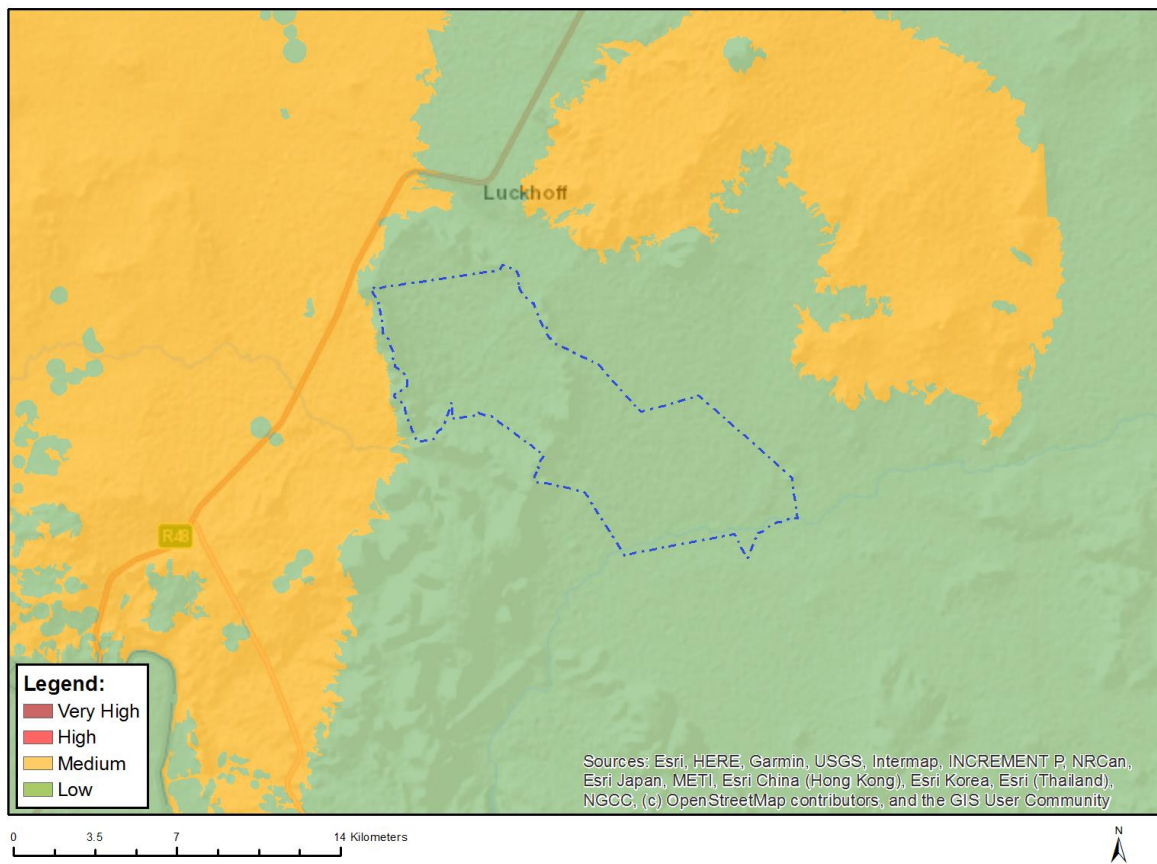 Luckhoff
R48
Legend:
Very High
High
Medium
Low
Sources: Esri, HERE, Garmin, USGS, Intermap, INCREMENT P, NRCan,
Esri Japan, METI, Esri China (Hong Kong), Esri Korea, Esri (Thailand),
NGCC, (c) OpenStreetMap contributors, and the GIS User Community
0 3.5 7 14 Kilometers
N